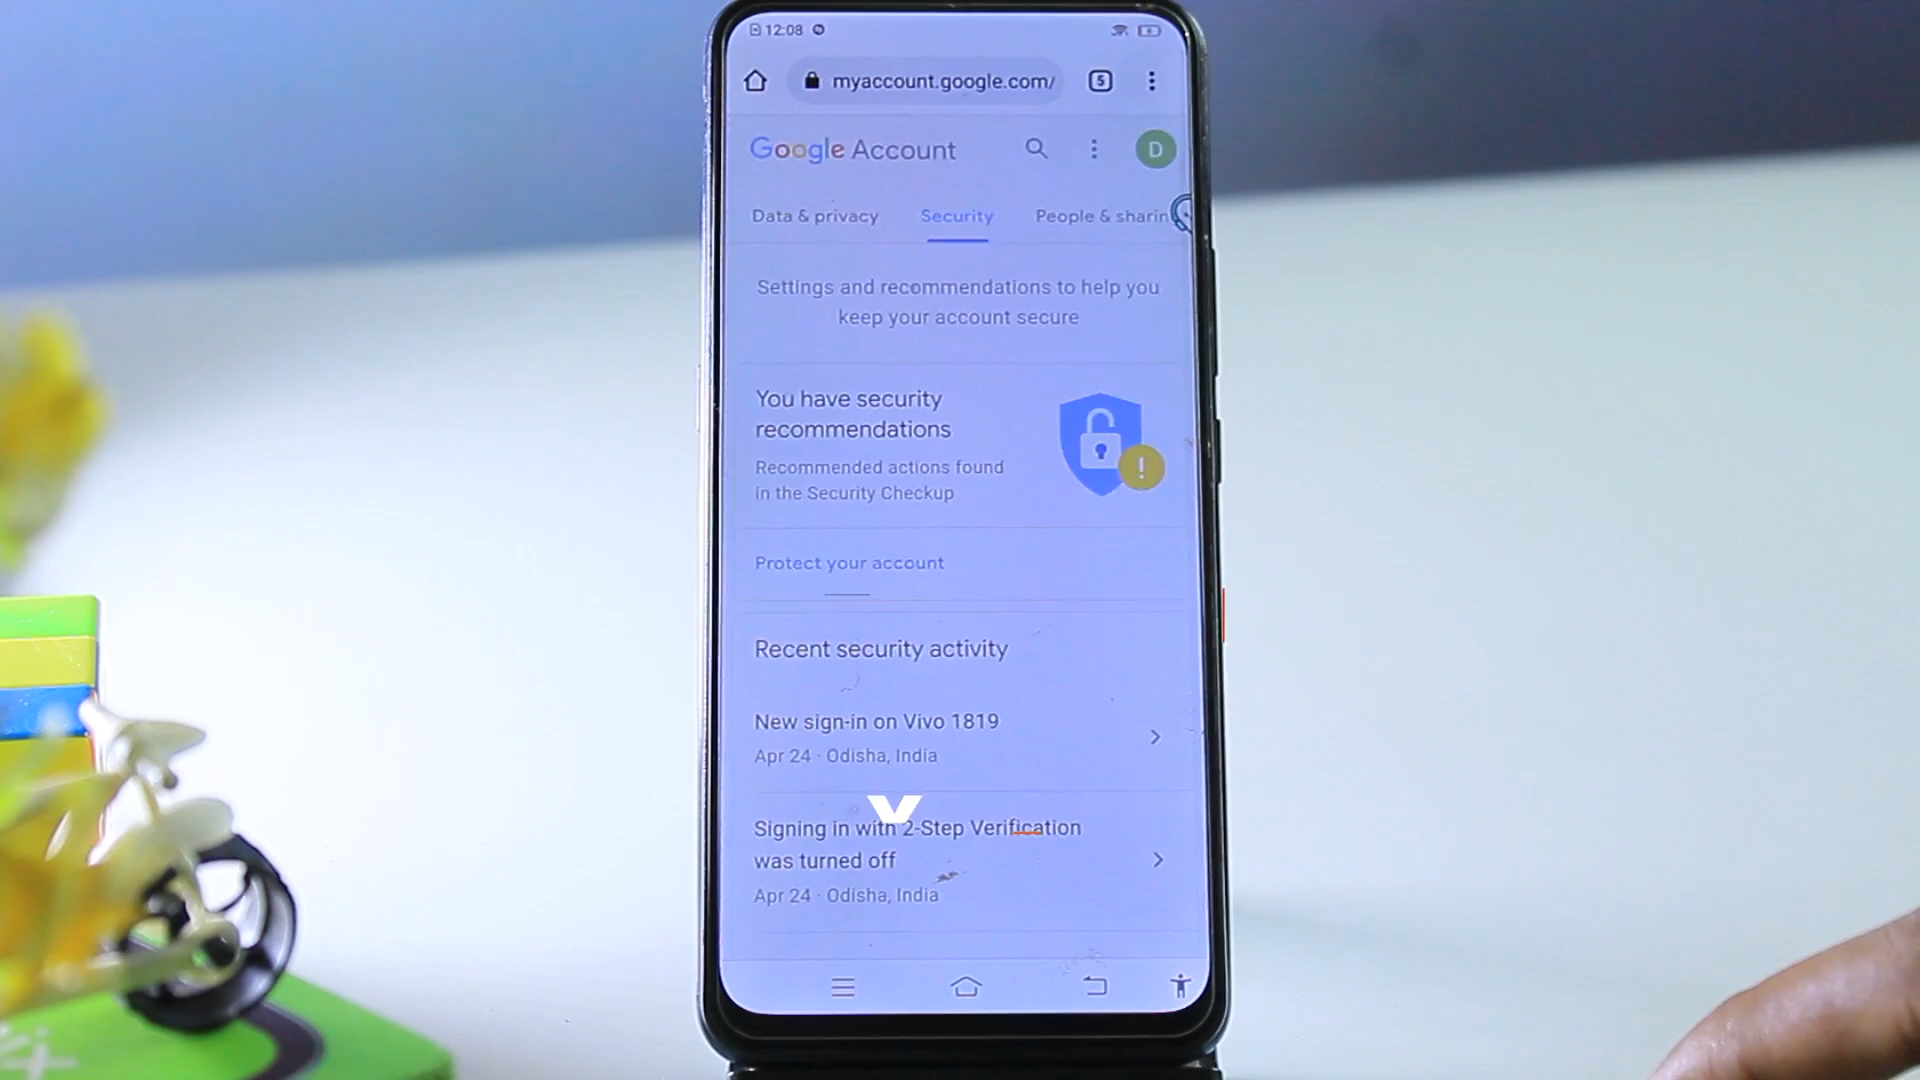 12:08
myaccount.google.com/
5
Google Account
D
Data & privacy Security People & sharin
Settings and recommendations to help you
keep your account secure
You have security
recommendations
Recommended actions found
in the Security Checkup
!
Protect your account
Recent security activity
New sign-in on Vivo 1819
Apr 24 · Odisha, India
Signing in with 2-Step Verification
was turned off
Apr 24 · Odisha, India